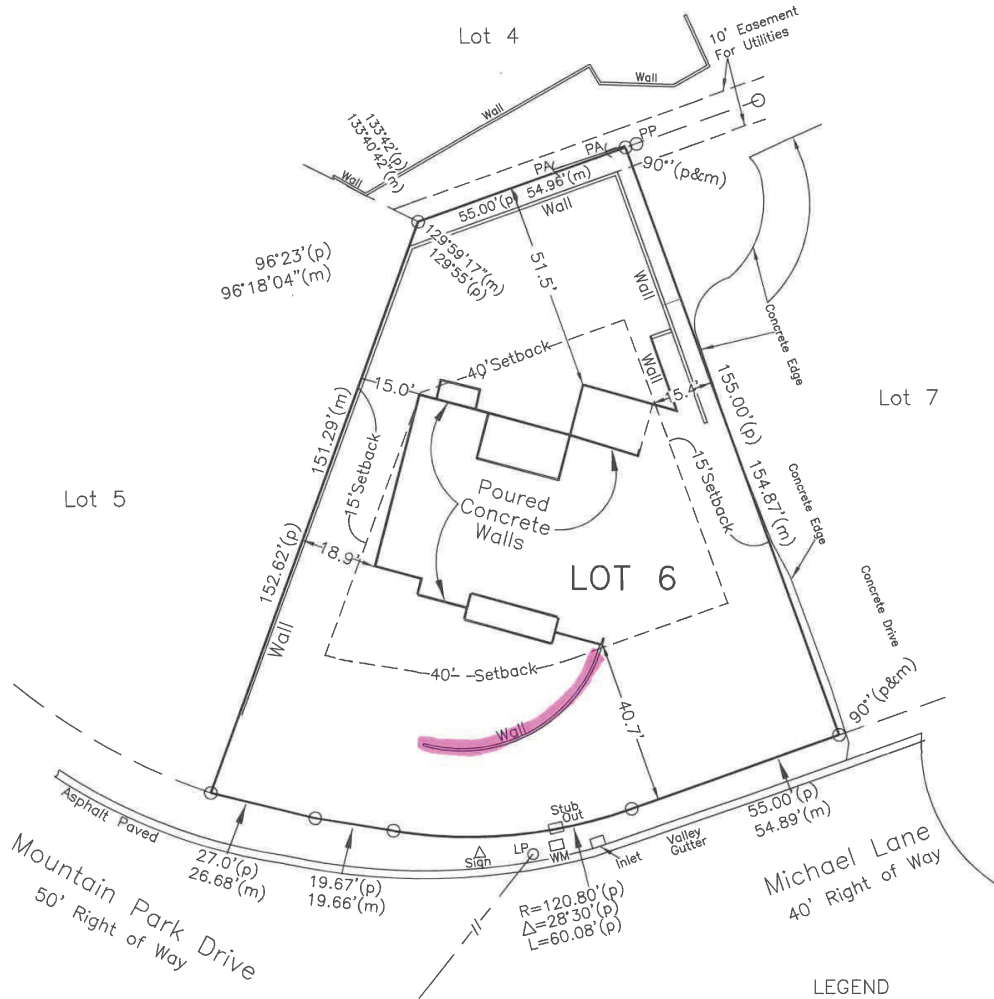 Lot 4
10' Easement
For Utilities
Wall
Wall
133°42'(p)
133°40'42"(m)
Wall
PA
PA
PP
90°'(p&m)
55.00'(p
54.96'(m)
Wall
129°59'17"(m)
129°55'(p)
96°23'(p)
96°18'04"(m)
51.5'
Wall
Concrete Edge
40'Setback
Wall
15.0'
15.4'
155.00'(p)
154.87'(m)
Lot 7
151.29'(m)
152.62'(p)
15'Setback
15'Setback
Concrete Edge
Lot 5
Poured
Concrete
Walls
18.9'
LOT 6
Concrete Drive
Wall
40'
Setback
90°'(p&m)
Wall
40.7'
55.00'(p)
54.89'(m)
Stub
Out
Asphalt Paved
Sign
LP
WM
Inlet
Valley
Gutter
27.0'(p)
26.68'(m)
19.67'(p)
19.66'(m)
R=120.80'(p)
Δ=28°30'(p)
L=60.08'(p)
Mountain Park Drive
50' Right of Way
Michael Lane
40' Right of Way
LEGEND